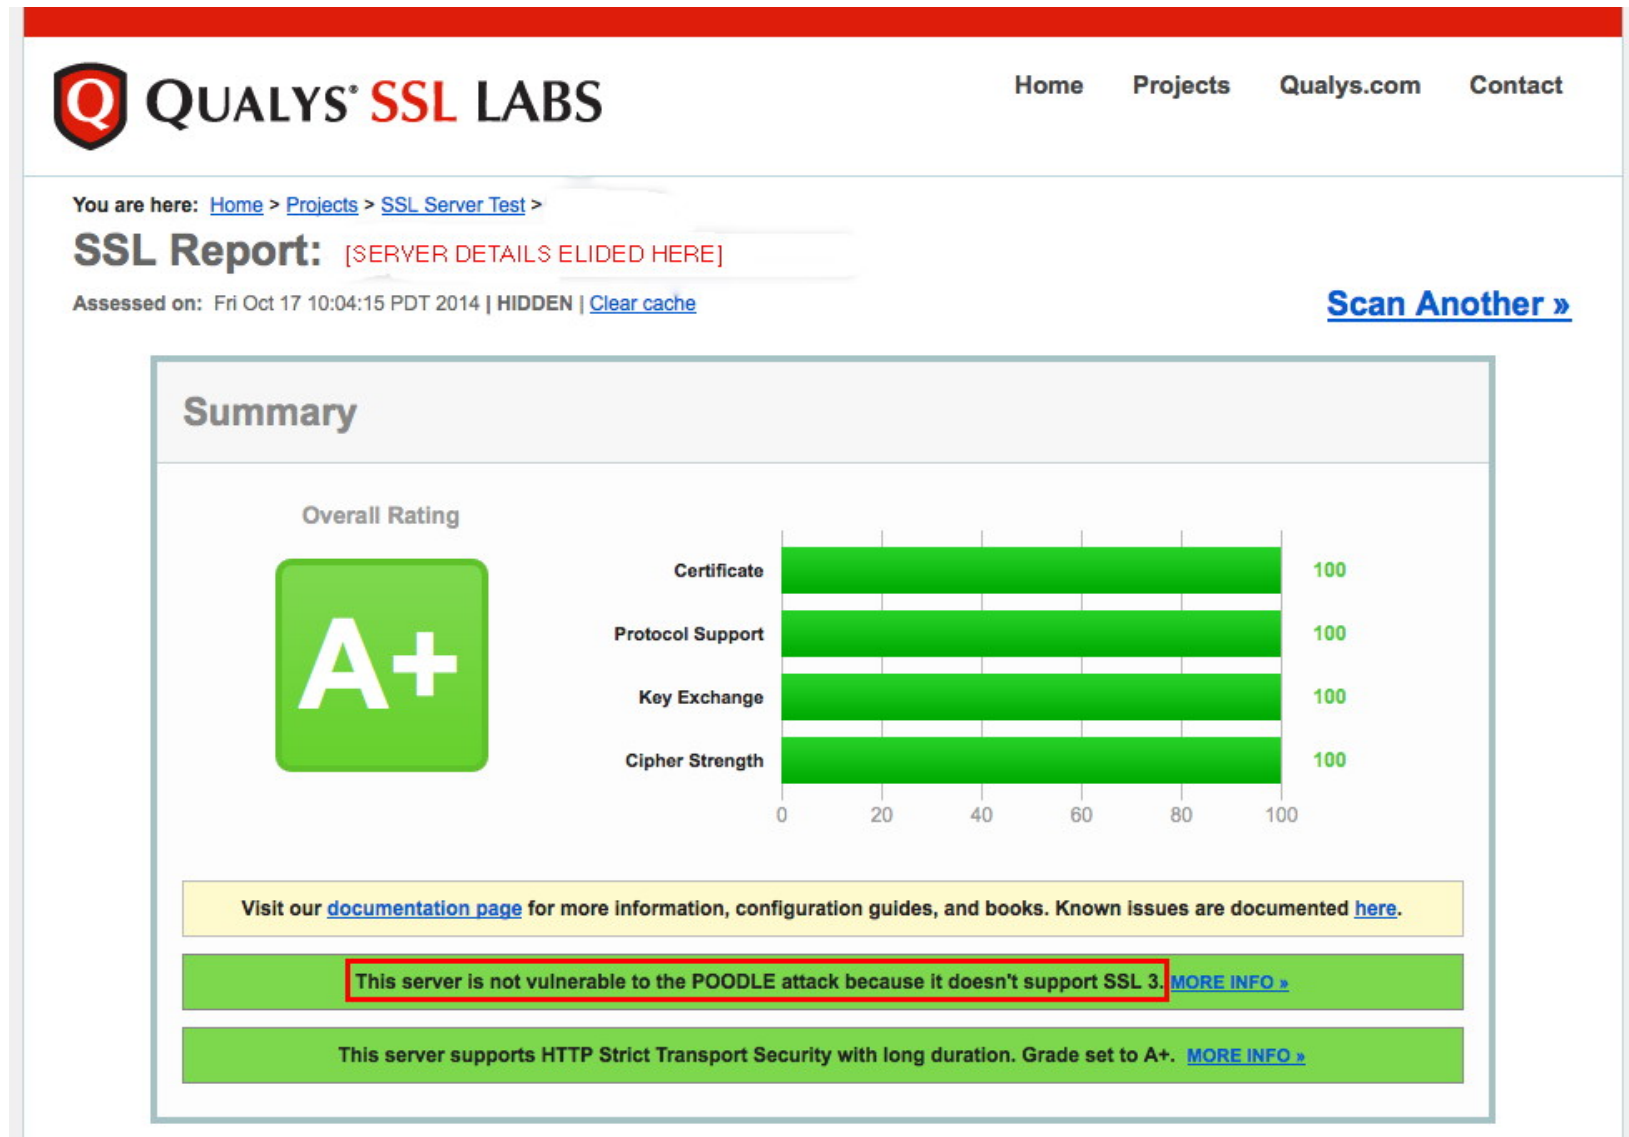 Q QUALYS® SSL LABS
Home Projects Qualys.com Contact
You are here: Home > Projects > SSL Server Test >
SSL Report: [SERVER DETAILS ELIDED HERE]
Assessed on: Fri Oct 17 10:04:15 PDT 2014 | HIDDEN | Clear cache
Scan Another »
Summary
Overall Rating
A+
Certificate 100
Protocol Support 100
Key Exchange 100
Cipher Strength 100
0 20 40 60 80 100
Visit our documentation page for more information, configuration guides, and books. Known issues are documented here.
This server is not vulnerable to the POODLE attack because it doesn't support SSL 3. MORE INFO »
This server supports HTTP Strict Transport Security with long duration. Grade set to A+. MORE INFO »